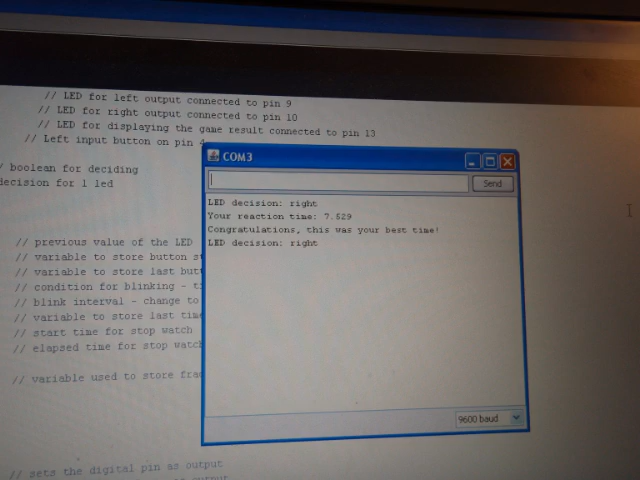 // LED for left output connected to pin 9
// LED for right output connected to pin 10
// LED for displaying the game result connected to pin 13
// Left input button on pin
/ boolean for deciding
decision for 1 led
COM3
Send
LED decision: right
Your reaction time: 7.529
Congratulations, this was your best time!
LED decision: right
// previous value of the LED
// variable to store button
// variable to store last
// condition for blinking -
// blink interval - change to
// variable to store last
// start time for stop watch
// elapsed time for stop watch
// variable used to store
9600 baud
// sets the digital pin as output
output